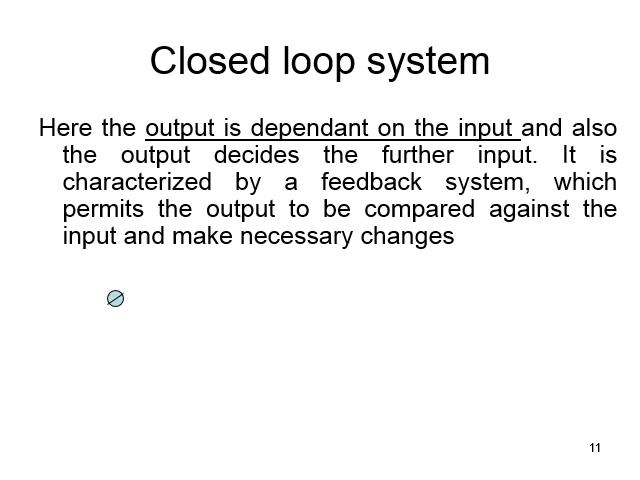 Closed loop system
Here the output is dependant on the input and also
the output decides the further input. It is
characterized by a feedback system, which
permits the output to be compared against the
input and make necessary changes
11